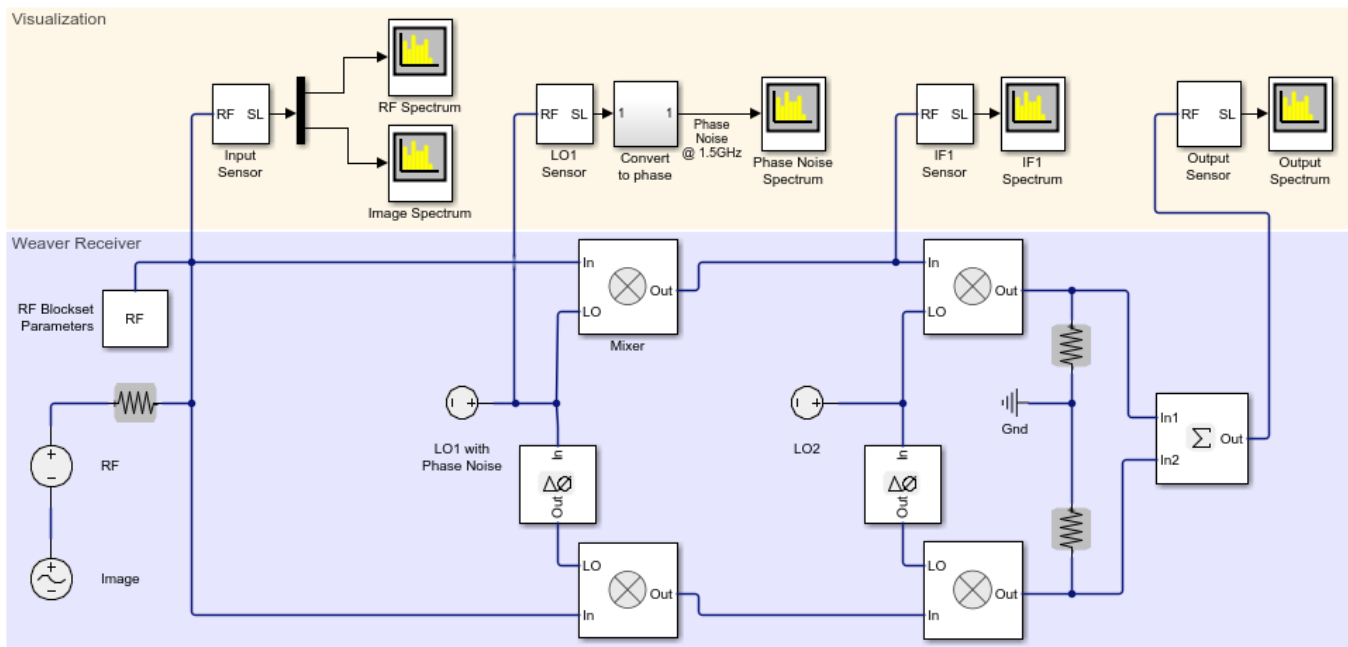 Visualization
RF SL
Input
Sensor
RF Spectrum
Image Spectrum
RF SL
LO1
Sensor
1 1
Convert
to phase
Phase
Noise
@ 1.5GHz
Phase Noise
Spectrum
RF SL
IF1
Sensor
IF1
Spectrum
RF SL
Output
Sensor
Output
Spectrum
Weaver Receiver
RF Blockset
Parameters
RF
In
Out
LO
Mixer
In
Out
LO
RF
Image
LO1 with
Phase Noise
In
ΔØ
Out
LO2
In
ΔØ
Out
Gnd
In1
Σ Out
In2
LO
Out
In
LO
Out
In